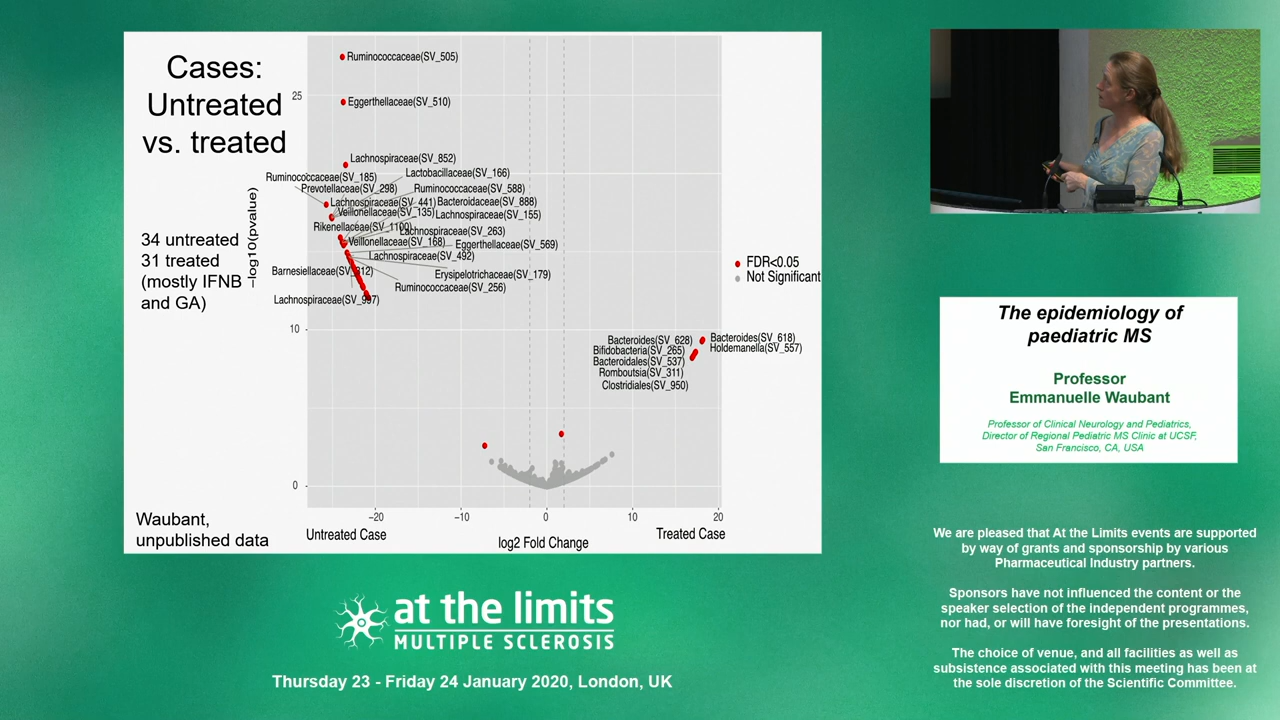 Cases:
Untreated
vs. treated
34 untreated
31 treated
(mostly IFNB
and GA)
Waubant,
unpublished data
−log10(pvalue)
25
10
0
−20
−10
0
10
20
Untreated Case
log2 Fold Change
Treated Case
Ruminococcaceae(SV_505)
Eggerthellaceae(SV_510)
Lachnospiraceae(SV_852)
Lactobacillaceae(SV_166)
Ruminococcaceae(SV_185)
Prevotellaceae(SV_298)
Ruminococcaceae(SV_588)
Lachnospiraceae(SV_441)
Bacteroidaceae(SV_888)
Veillonellaceae(SV_135)
Lachnospiraceae(SV_155)
Rikenellaceae(SV_1100)
Lachnospiraceae(SV_263)
Veillonellaceae(SV_168)
Eggerthellaceae(SV_569)
Lachnospiraceae(SV_492)
Barnesiellaceae(SV_312)
Erysipelotrichaceae(SV_179)
Ruminococcaceae(SV_256)
Lachnospiraceae(SV_997)
Bacteroides(SV_628)
Bacteroides(SV_618)
Bifidobacteria(SV_265)
Holdemanella(SV_557)
Bacteroidales(SV_537)
Romboutsia(SV_311)
Clostridiales(SV_950)
FDR<0.05
Not Significant
The epidemiology of
paediatric MS
Professor
Emmanuelle Waubant
Professor of Clinical Neurology and Pediatrics,
Director of Regional Pediatric MS Clinic at UCSF,
San Francisco, CA, USA
We are pleased that At the Limits events are supported
by way of grants and sponsorship by various
Pharmaceutical Industry partners.
Sponsors have not influenced the content or the
speaker selection of the independent programmes,
nor had, or will have foresight of the presentations.
The choice of venue, and all facilities as well as
subsistence associated with this meeting has been at
the sole discretion of the Scientific Committee.
at the limits
MULTIPLE SCLEROSIS
Thursday 23 - Friday 24 January 2020, London, UK